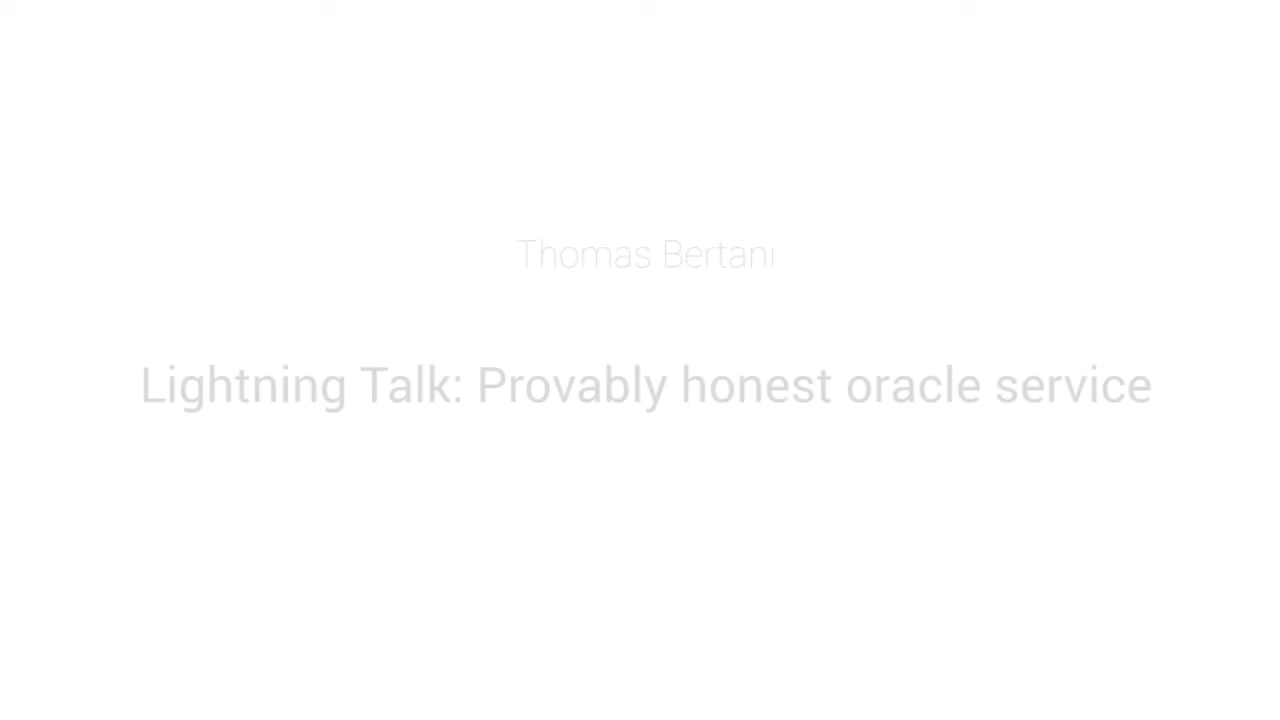 Thomas Bertani
Lightning Talk: Provably honest oracle service